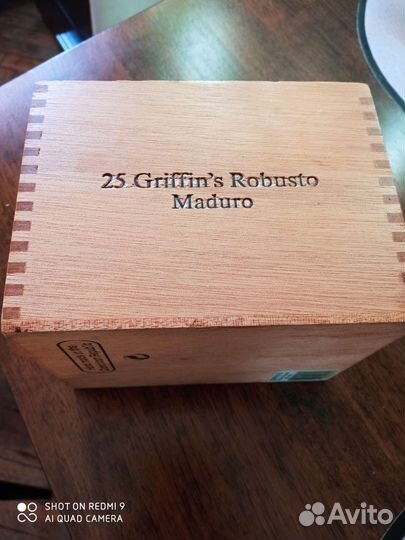 25 Griffin's Robusto
Maduro
SHOT ON REDMI 9
AI QUAD CAMERA
Avito